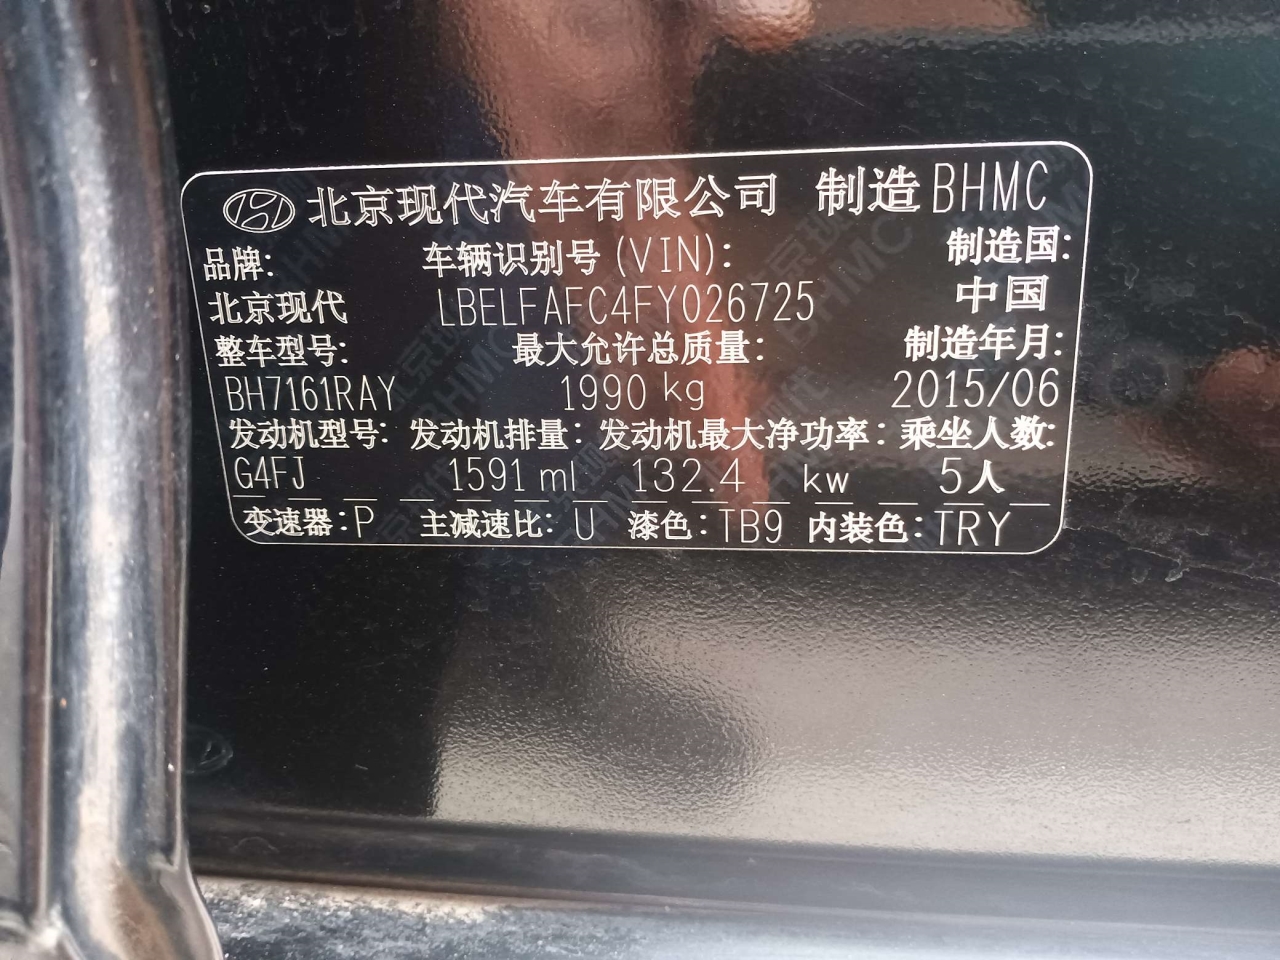 北京现代汽车有限公司 制造BHMC
品牌: 车辆识别号(VIN): 制造国:
北京现代 LBELFAFC4FY026725 中国
整车型号: 最大允许总质量: 制造年月:
BH7161RAY 1990 kg 2015/06
发动机型号: 发动机排量: 发动机最大净功率: 乘坐人数:
G4FJ 1591 ml 132.4 kw 5人
变速器:P 主减速比: U 漆色:TB9 内装色:TRY